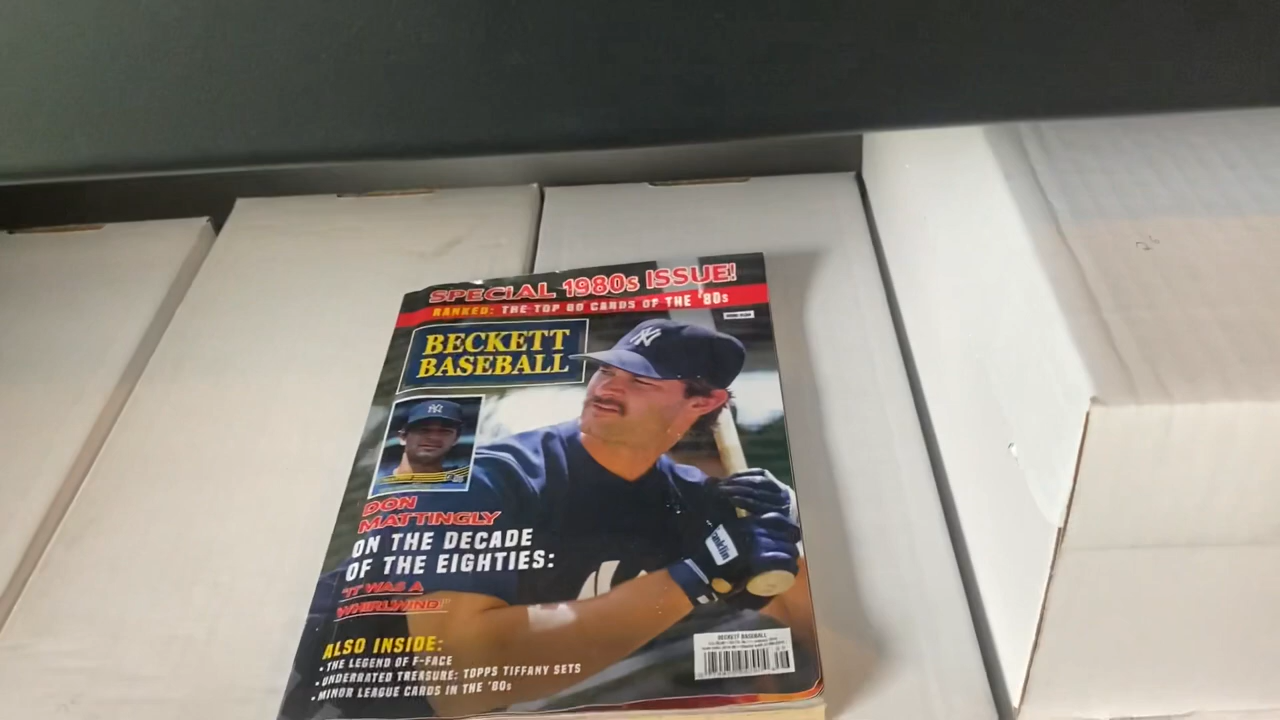 SPECIAL 1980s ISSUE!
RANKED: THE TOP 80 CARDS OF THE '80s
BECKETT
BASEBALL
NY
NY
DON
MATTINGLY
ON THE DECADE
OF THE EIGHTIES:
"IT WAS A
WHIRLWIND!"
ALSO INSIDE:
• THE LEGEND OF F-FACE
• UNDERRATED TREASURE: TOPPS TIFFANY SETS
• MINOR LEAGUE CARDS IN THE '80s
BECKETT BASEBALL